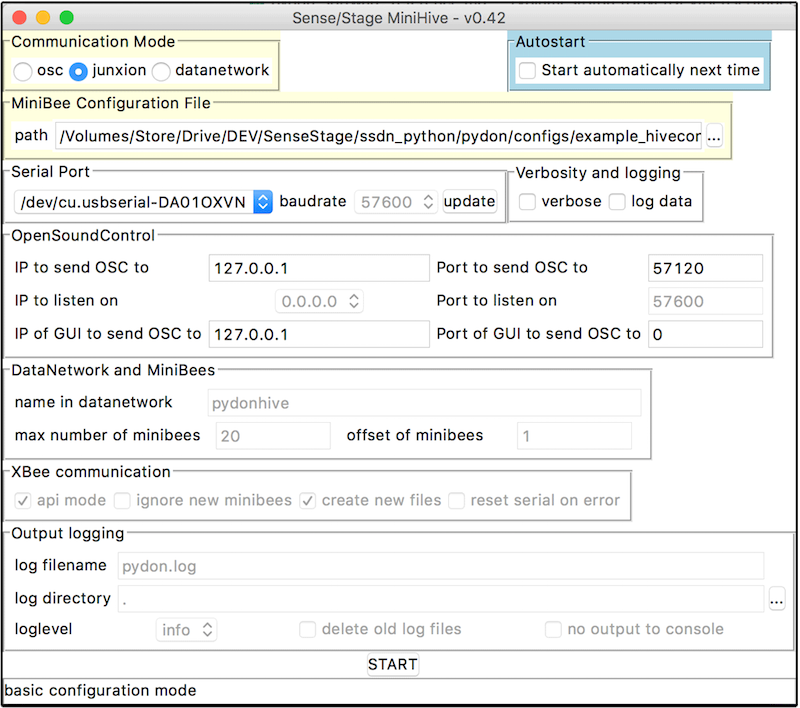 Sense/Stage MiniHive - v0.42
Communication Mode
Autostart
osc junxion datanetwork
Start automatically next time
MiniBee Configuration File
path /Volumes/Store/Drive/DEV/SenseStage/ssdn_python/pydon/configs/example_hivecor ...
Serial Port
Verbosity and logging
/dev/cu.usbserial-DA01OXVN baudrate 57600 update
verbose log data
OpenSoundControl
IP to send OSC to 127.0.0.1 Port to send OSC to 57120
IP to listen on 0.0.0.0 Port to listen on 57600
IP of GUI to send OSC to 127.0.0.1 Port of GUI to send OSC to 0
DataNetwork and MiniBees
name in datanetwork pydonhive
max number of minibees 20 offset of minibees 1
XBee communication
api mode ignore new minibees create new files reset serial on error
Output logging
log filename pydon.log
log directory . ...
loglevel info delete old log files no output to console
START
basic configuration mode